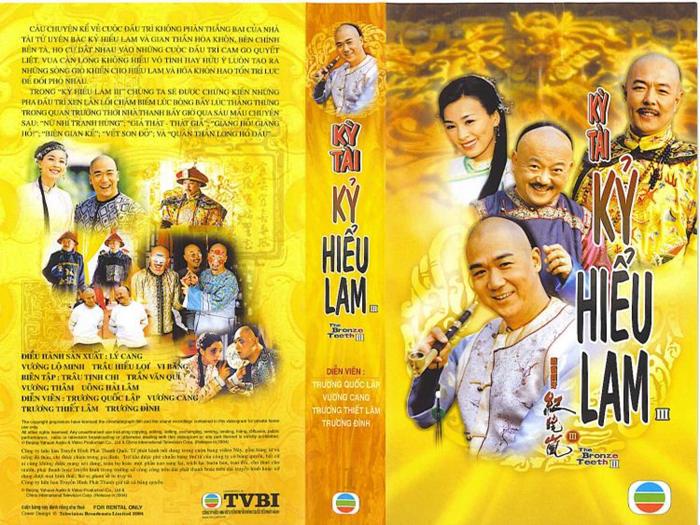 CÂU CHUYỆN KỂ VỀ CUỘC ĐẤU TRÍ KHÔNG PHÂN THẮNG BẠI CỦA NHÀ
TÀI TỬ UYÊN BÁC KỶ HIỂU LAM VÀ GIAN THẦN HÒA KHÔN, BÊN CHÍNH
BÊN TÀ, HỌ CỨ DẮT NHAU VÀO NHỮNG CUỘC ĐẤU TRÍ CAM GO QUYẾT
LIỆT. VUA CÀN LONG KHÔNG HIỂU VÔ TÌNH HAY HỮU Ý LUÔN TẠO RA
NHỮNG SÓNG GIÓ KHIẾN CHO HIỂU LAM VÀ HÒA KHÔN HAO TỔN TRÍ LỰC
ĐỂ ĐỐI PHÓ NHAU.
TRONG "KỶ HIỂU LAM III" CHÚNG TA SẼ ĐƯỢC CHỨNG KIẾN NHỮNG
PHA ĐẤU TRÍ XEN LẪN LỐI CHÂM BIẾM LÚC BÓNG BẨY LÚC THẲNG THỪNG
TRONG QUAN TRƯỜNG THỜI NHÀ THANH BẤY GIỜ QUA SÁU MẨU CHUYỆN
SAU: "NỮ NHI TRANH HÙNG"; "GIẢ THẬT - THẬT GIẢ"; "GIANG HỒ! GIANG
HỒ!"; "BIÊN GIAN KẾ"; "VẾT SON ĐỎ"; VÀ "QUẦN THẦN LONG HỔ ĐẤU".
ĐIỀU HÀNH SẢN XUẤT : LÝ CANG
VƯƠNG LỘ MINH TRÂU HIỂU LỢI VI BẰNG
BIÊN TẬP : TRÂU TỊNH CHI TRẦN VĂN QUÍ
VƯƠNG THẨM UÔNG HẢI LÂM
DIỄN VIÊN : TRƯƠNG QUỐC LẬP VƯƠNG CANG
TRƯƠNG THIẾT LÂM TRƯƠNG ĐÌNH
FOR RENTAL ONLY
TVBI
KỲ TÀI
KỶ
HIỂU
LAM III
The Bronze
Teeth III
DIỄN VIÊN :
TRƯƠNG QUỐC LẬP
VƯƠNG CANG
TRƯƠNG THIẾT LÂM
TRƯƠNG ĐÌNH
KỲ TÀI
KỶ
HIỂU
LAM III
紀曉嵐 III
The Bronze
Teeth III